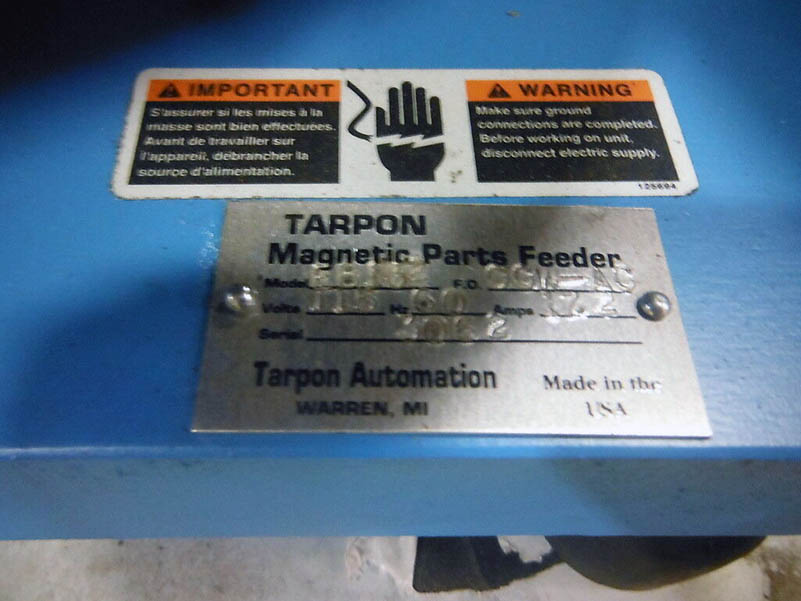 IMPORTANT
S'assurer si les mises à la
masse sont bien effectuées.
Avant de travailler sur
l'appareil, débrancher la
source d'alimentation.
WARNING
Make sure ground
connections are completed.
Before working on unit,
disconnect electric supply.
125694
TARPON
Magnetic Parts Feeder
Model F.O.
Volts 115 Hz 60 Amps
Serial
Tarpon Automation
WARREN, MI
Made in the
USA